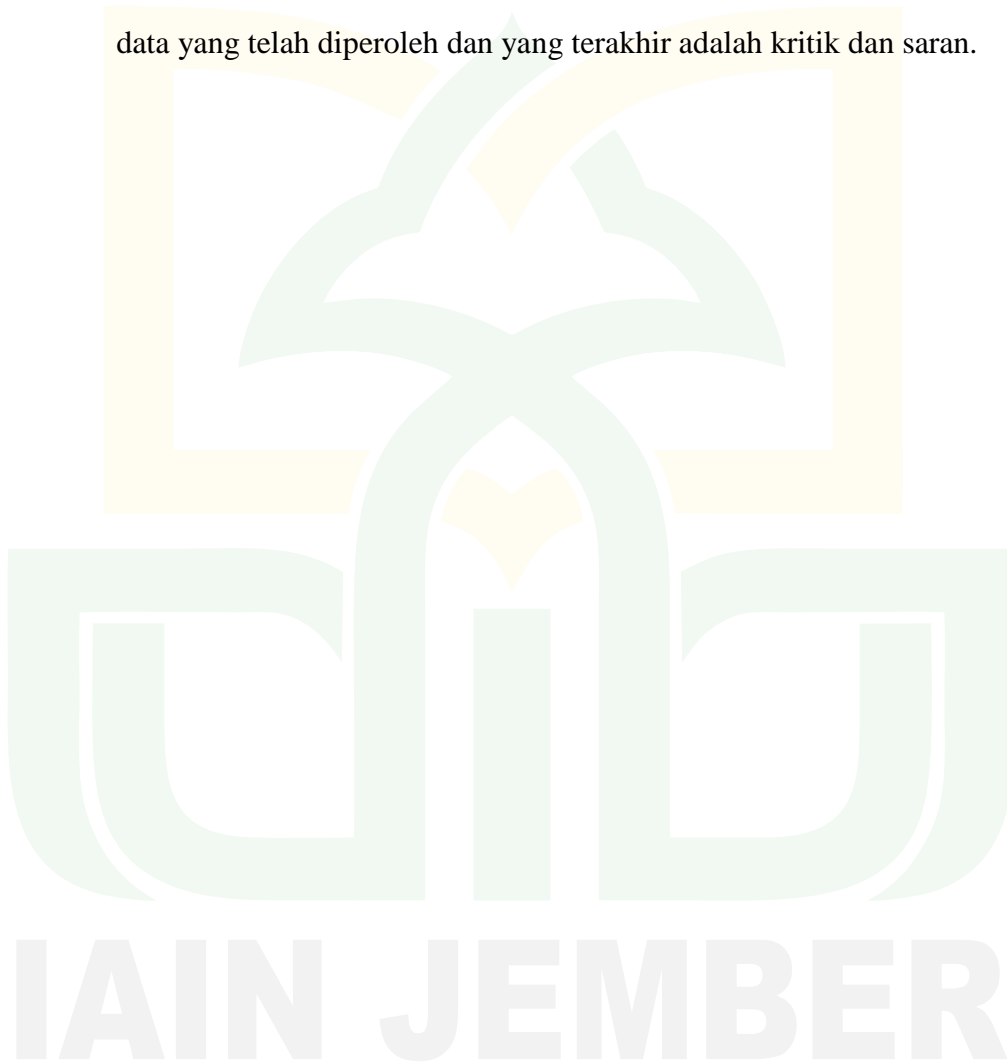 data yang telah diperoleh dan yang terakhir adalah kritik dan saran.
IAIN JEMBER